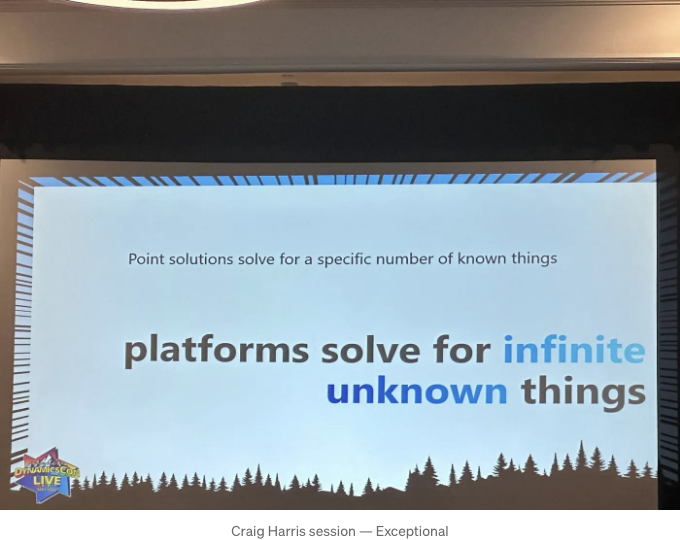 Point solutions solve for a specific number of known things
platforms solve for infinite
unknown things
DYNAMICSCON
LIVE
Craig Harris session — Exceptional